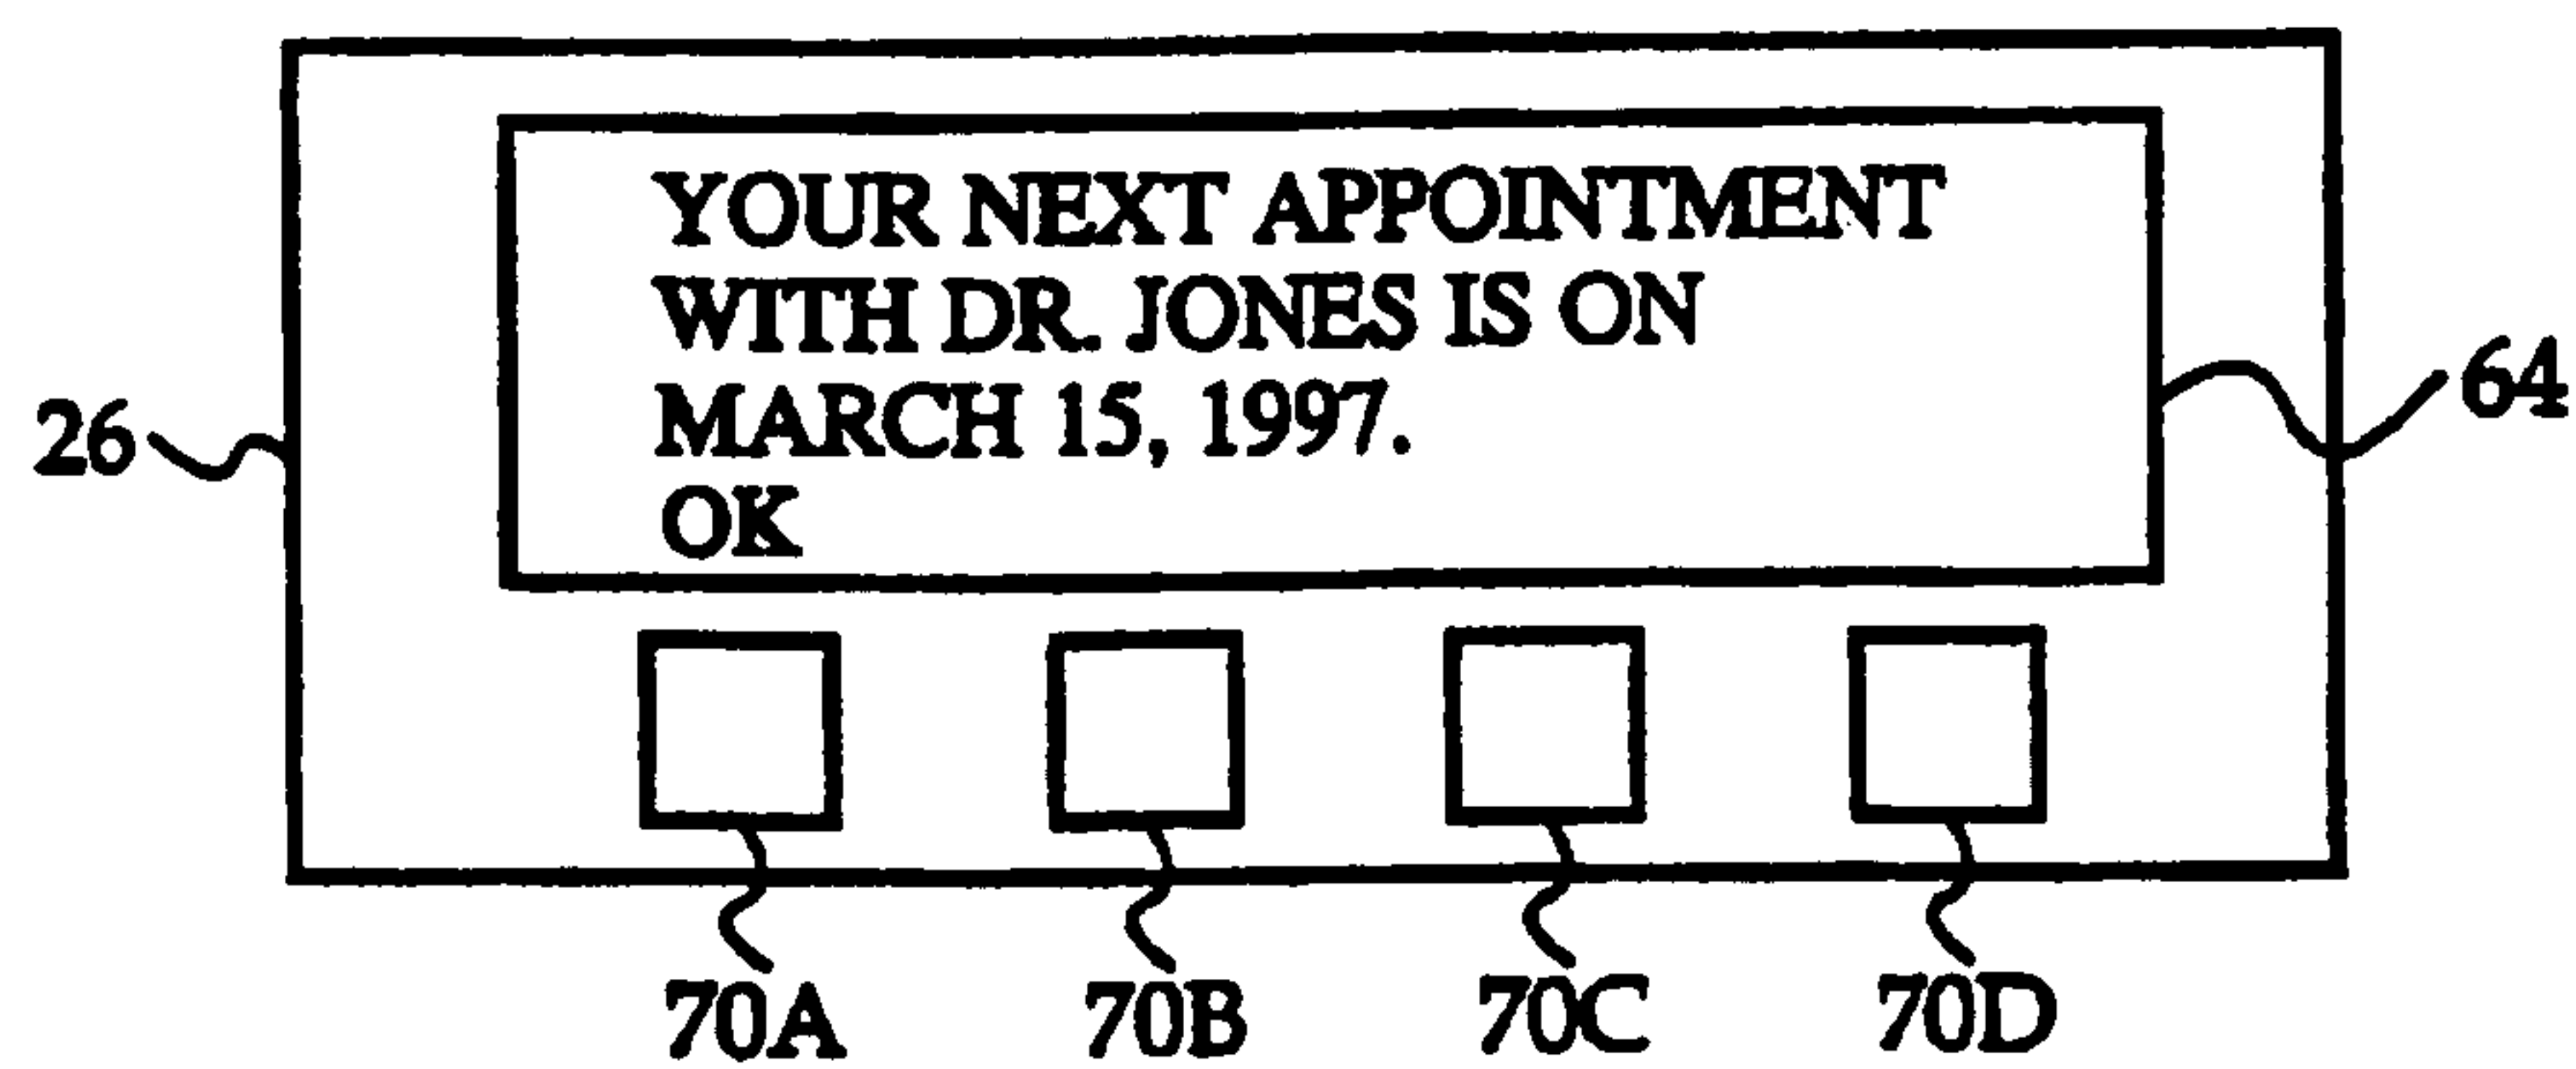 YOUR NEXT APPOINTMENT
WITH DR. JONES IS ON
MARCH 15, 1997.
OK
26
64
70A
70B
70C
70D